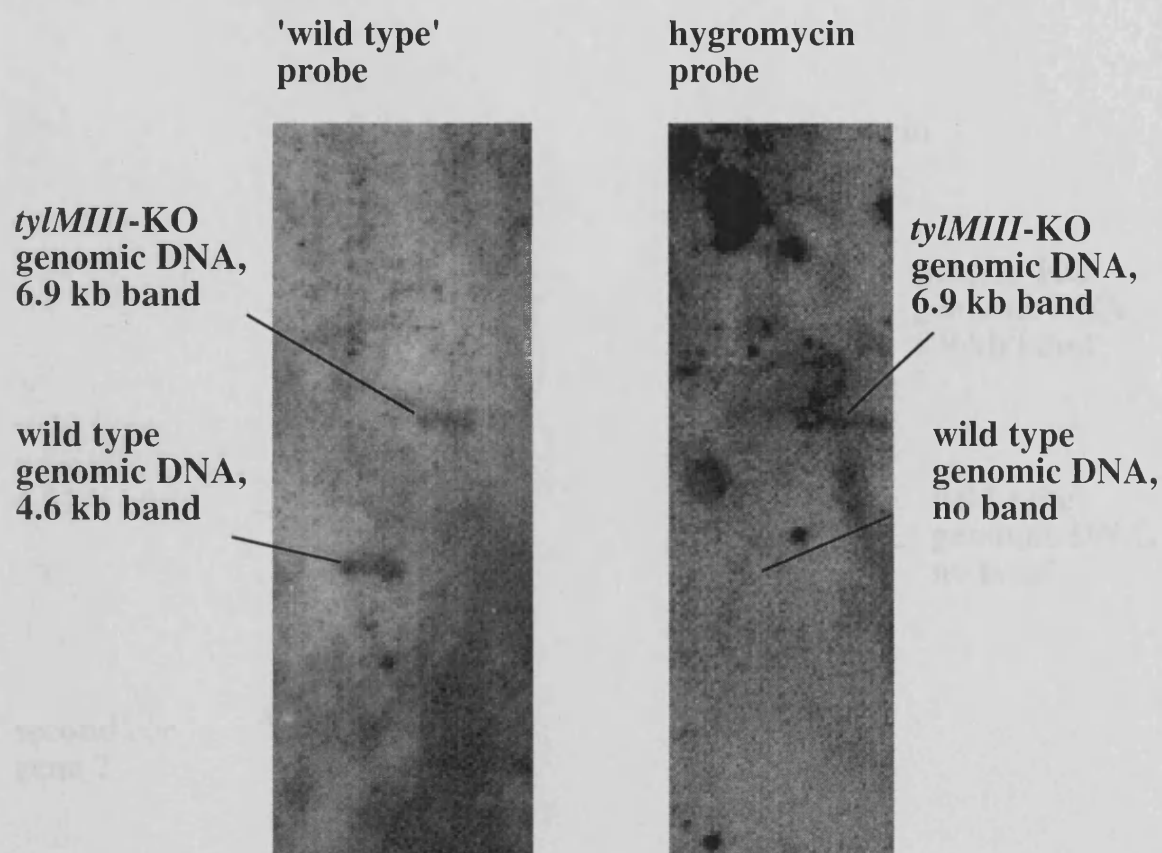 'wild type'
probe
hygromycin
probe
tylMIII-KO
genomic DNA,
6.9 kb band
wild type
genomic DNA,
4.6 kb band
tylMIII-KO
genomic DNA,
6.9 kb band
wild type
genomic DNA,
no band
gene ?